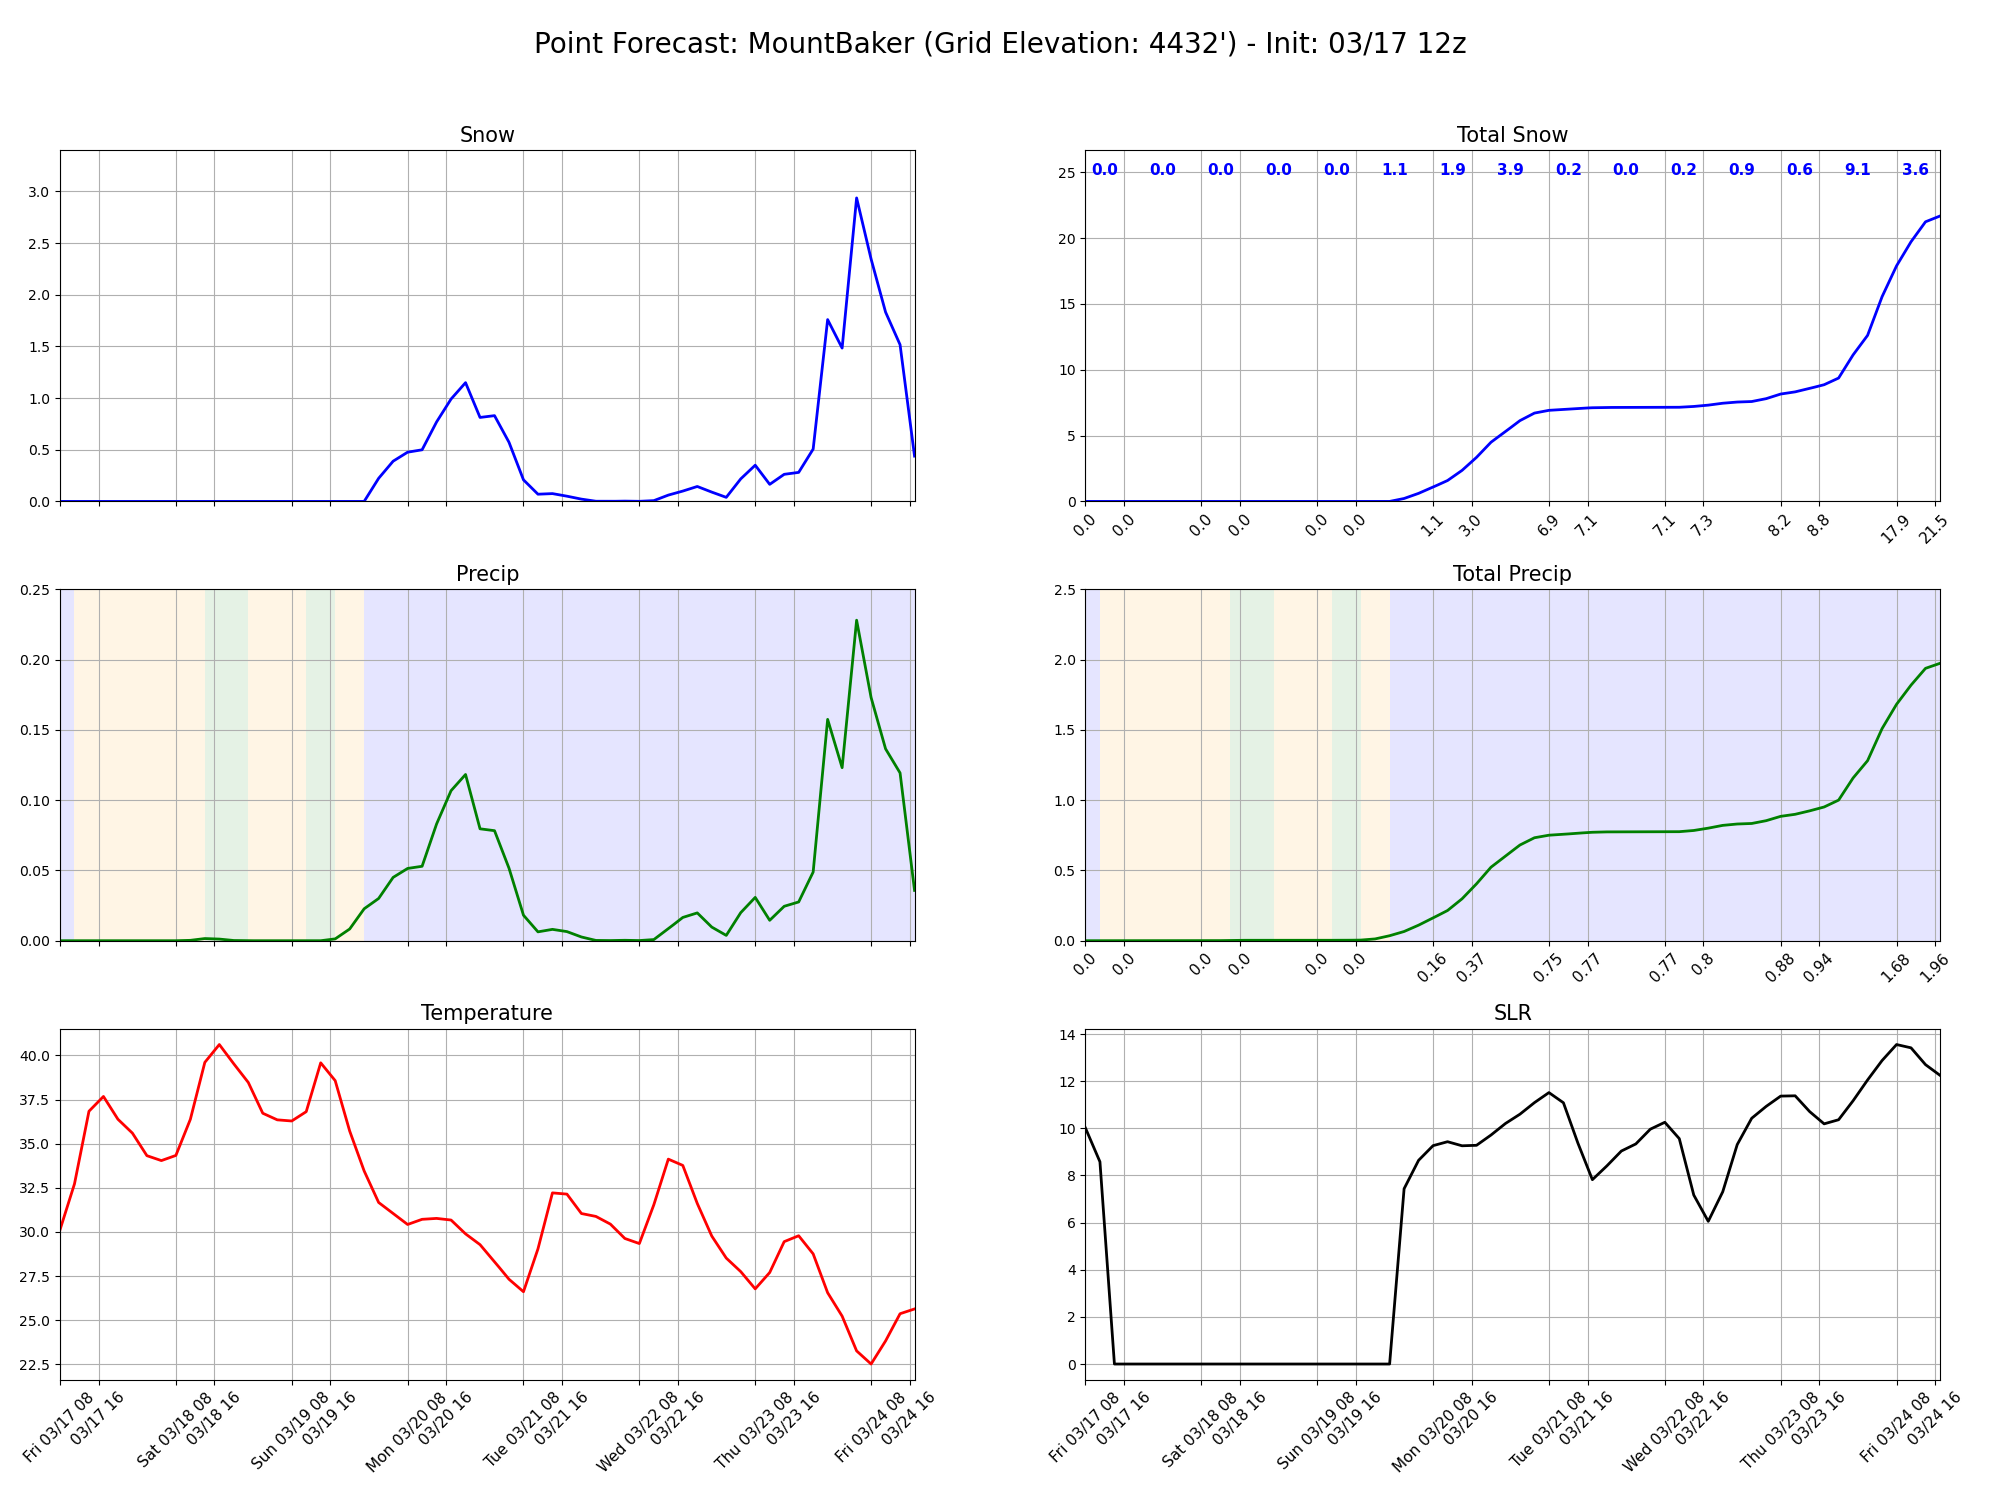 Point Forecast: MountBaker (Grid Elevation: 4432') - Init: 03/17 12z
Snow
3.0
2.5
2.0
1.5
1.0
0.5
0.0
Total Snow
0.0 0.0 0.0 0.0 0.0 1.1 1.9 3.9 0.2 0.0 0.2 0.9 0.6 9.1 3.6
25
20
15
10
5
0
0.0 0.0 0.0 0.0 0.0 0.0 1.1 3.0 6.9 7.1 7.1 7.3 8.2 8.8 17.9 21.5
Precip
0.25
0.20
0.15
0.10
0.05
0.00
Total Precip
2.5
2.0
1.5
1.0
0.5
0.0
0.0 0.0 0.0 0.0 0.0 0.0 0.16 0.37 0.75 0.77 0.77 0.8 0.88 0.94 1.68 1.96
Temperature
40.0
37.5
35.0
32.5
30.0
27.5
25.0
22.5
Fri 03/17 08
03/17 16
Sat 03/18 08
03/18 16
Sun 03/19 08
03/19 16
Mon 03/20 08
03/20 16
Tue 03/21 08
03/21 16
Wed 03/22 08
03/22 16
Thu 03/23 08
03/23 16
Fri 03/24 08
03/24 16
SLR
14
12
10
8
6
4
2
0
Fri 03/17 08
03/17 16
Sat 03/18 08
03/18 16
Sun 03/19 08
03/19 16
Mon 03/20 08
03/20 16
Tue 03/21 08
03/21 16
Wed 03/22 08
03/22 16
Thu 03/23 08
03/23 16
Fri 03/24 08
03/24 16